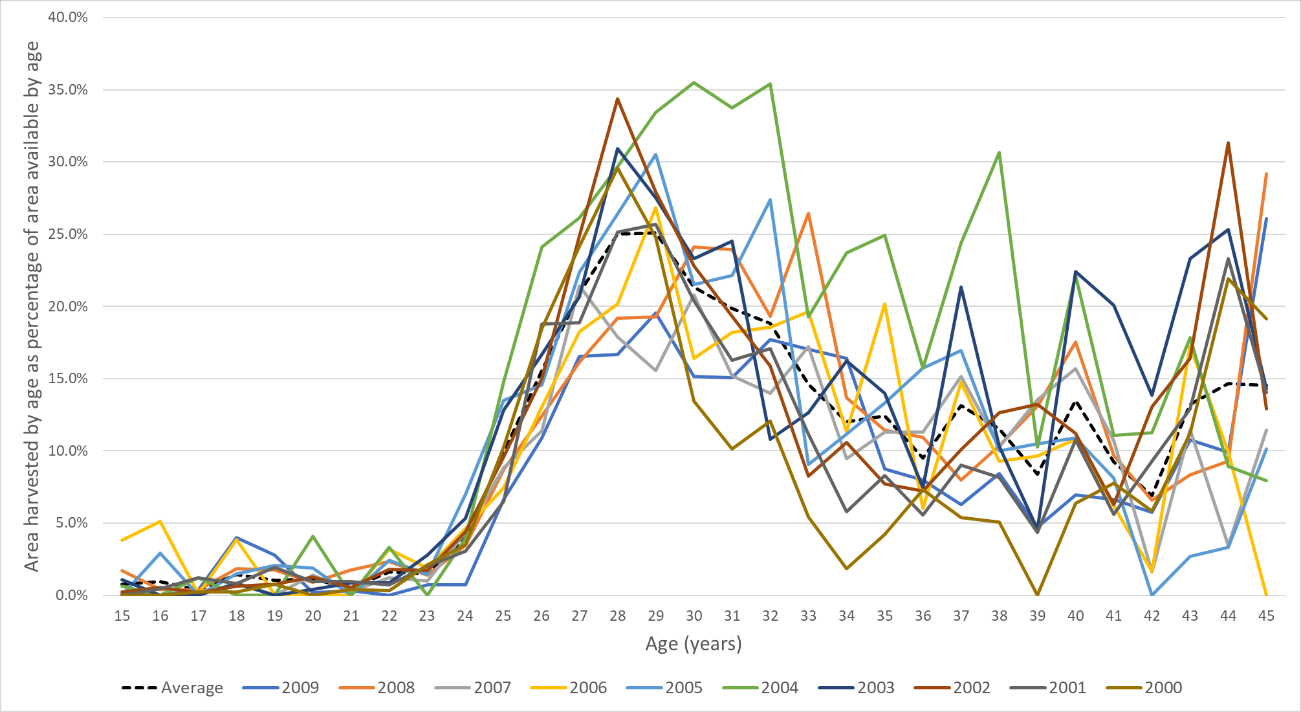 Area harvested by age as percentage of area available by age
40.0%
35.0%
30.0%
25.0%
20.0%
15.0%
10.0%
5.0%
0.0%
15 16 17 18 19 20 21 22 23 24 25 26 27 28 29 30 31 32 33 34 35 36 37 38 39 40 41 42 43 44 45
Age (years)
Average 2009 2008 2007 2006 2005 2004 2003 2002 2001 2000